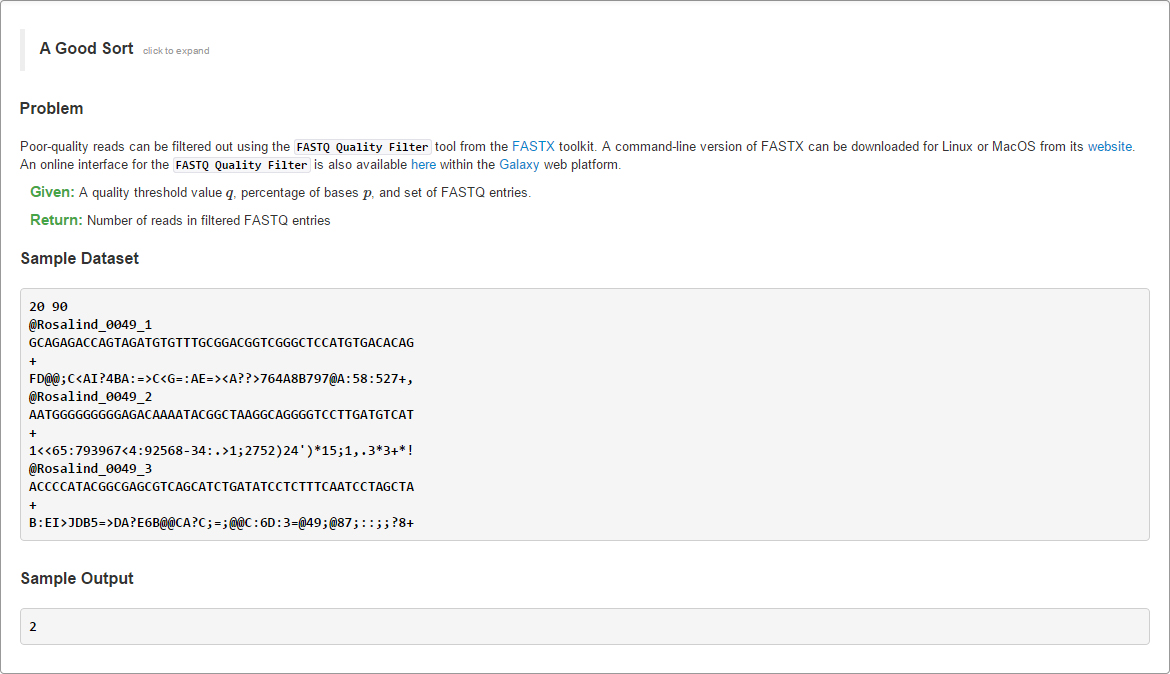 A Good Sort click to expand
Problem
Poor-quality reads can be filtered out using the FASTQ Quality Filter tool from the FASTX toolkit. A command-line version of FASTX can be downloaded for Linux or MacOS from its website.
An online interface for the FASTQ Quality Filter is also available here within the Galaxy web platform.
Given: A quality threshold value q, percentage of bases p, and set of FASTQ entries.
Return: Number of reads in filtered FASTQ entries
Sample Dataset
20 90
@Rosalind_0049_1
GCAGAGACCAGTAGATGTGTTTGCGGACGGTCGGGCTCCATGTGACACAG
+
FD@@;C<AI?4BA:=>C<G=:AE=><A??>764A8B797@A:58:527+,
@Rosalind_0049_2
AATGGGGGGGGGAGACAAAATACGGCTAAGGCAGGGGTCCTTGATGTCAT
+
1<<65:793967<4:92568-34:.>1;2752)24')*15;1,.3*3+*!
@Rosalind_0049_3
ACCCCATACGGCGAGCGTCAGCATCTGATATCCTCTTTCAATCCTAGCTA
+
B:EI>JDB5=>DA?E6B@@CA?C;=;@@C:6D:3=@49;@87;::;;?8+
Sample Output
2